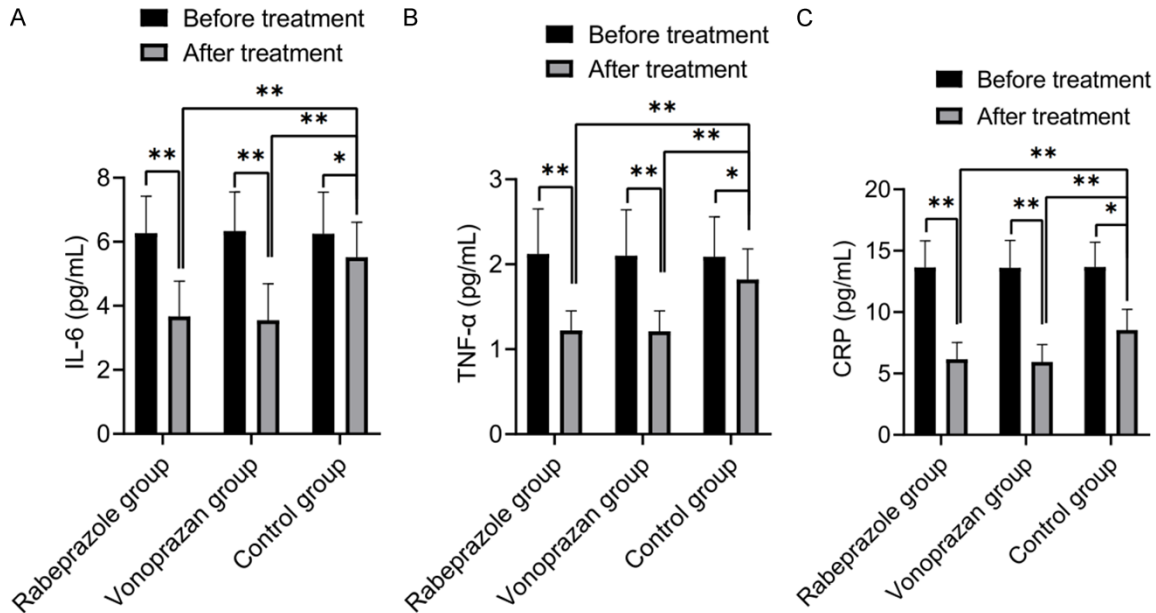 A
Before treatment
After treatment
**
**
**
**
*
8
6
4
2
0
IL-6 (pg/mL)
Rabeprazole group
Vonoprazan group
Control group
B
Before treatment
After treatment
**
**
**
**
*
3
2
1
0
TNF-α (pg/mL)
Rabeprazole group
Vonoprazan group
Control group
C
Before treatment
After treatment
**
**
**
**
*
20
15
10
5
0
CRP (pg/mL)
Rabeprazole group
Vonoprazan group
Control group